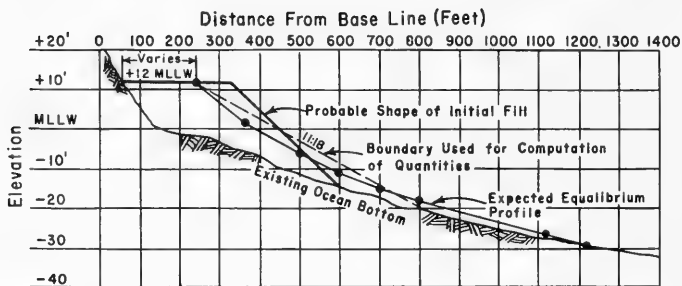 Distance From Base Line (Feet)
+20' 0 100 200 300 400 500 600 700 800 900 1000 1100 1200 1300 1400
Varies
+12 MLLW
+10'
Probable Shape of Initial Fill
MLLW
11:18
Boundary Used for Computation
of Quantities
-10'
Existing Ocean Bottom
Expected Equalibrium
Profile
-20
-30
-40
Elevation